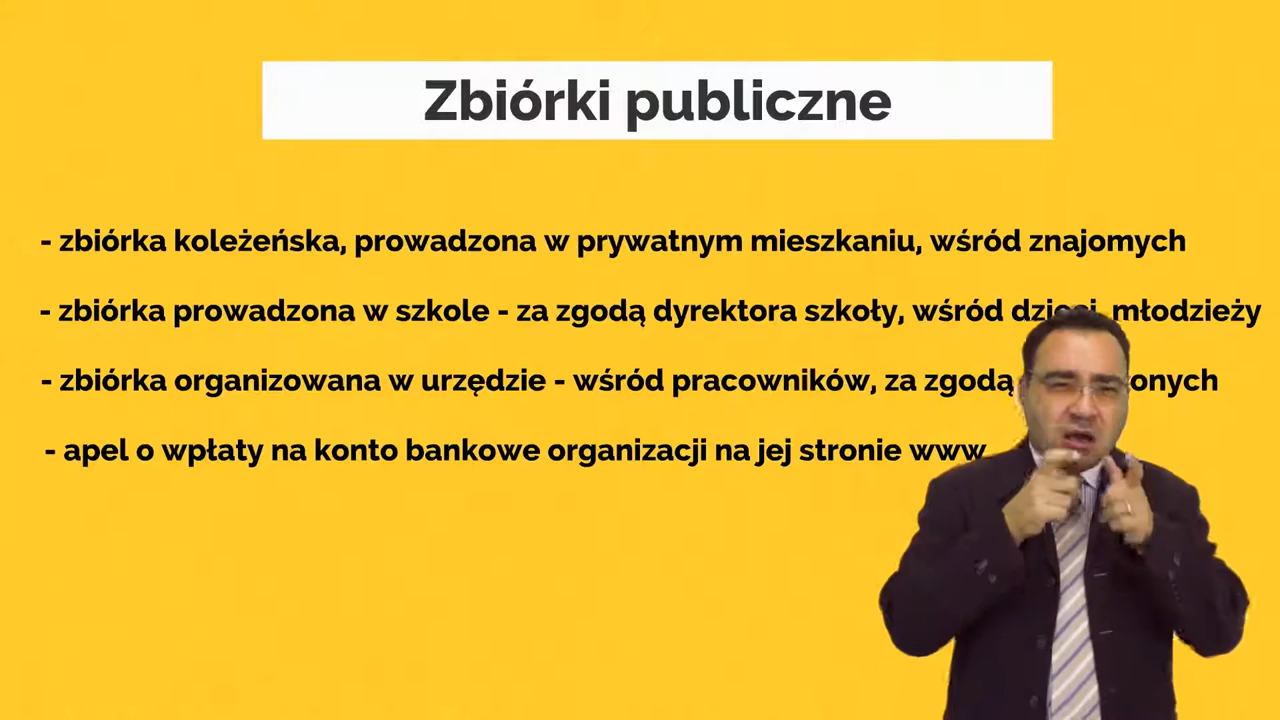 Zbiórki publiczne
- zbiórka koleżeńska, prowadzona w prywatnym mieszkaniu, wśród znajomych
- zbiórka prowadzona w szkole - za zgodą dyrektora szkoły, wśród młodzieży
- zbiórka organizowana w urzędzie - wśród pracowników, za zgodą
- apel o wpłaty na konto bankowe organizacji na jej stronie www